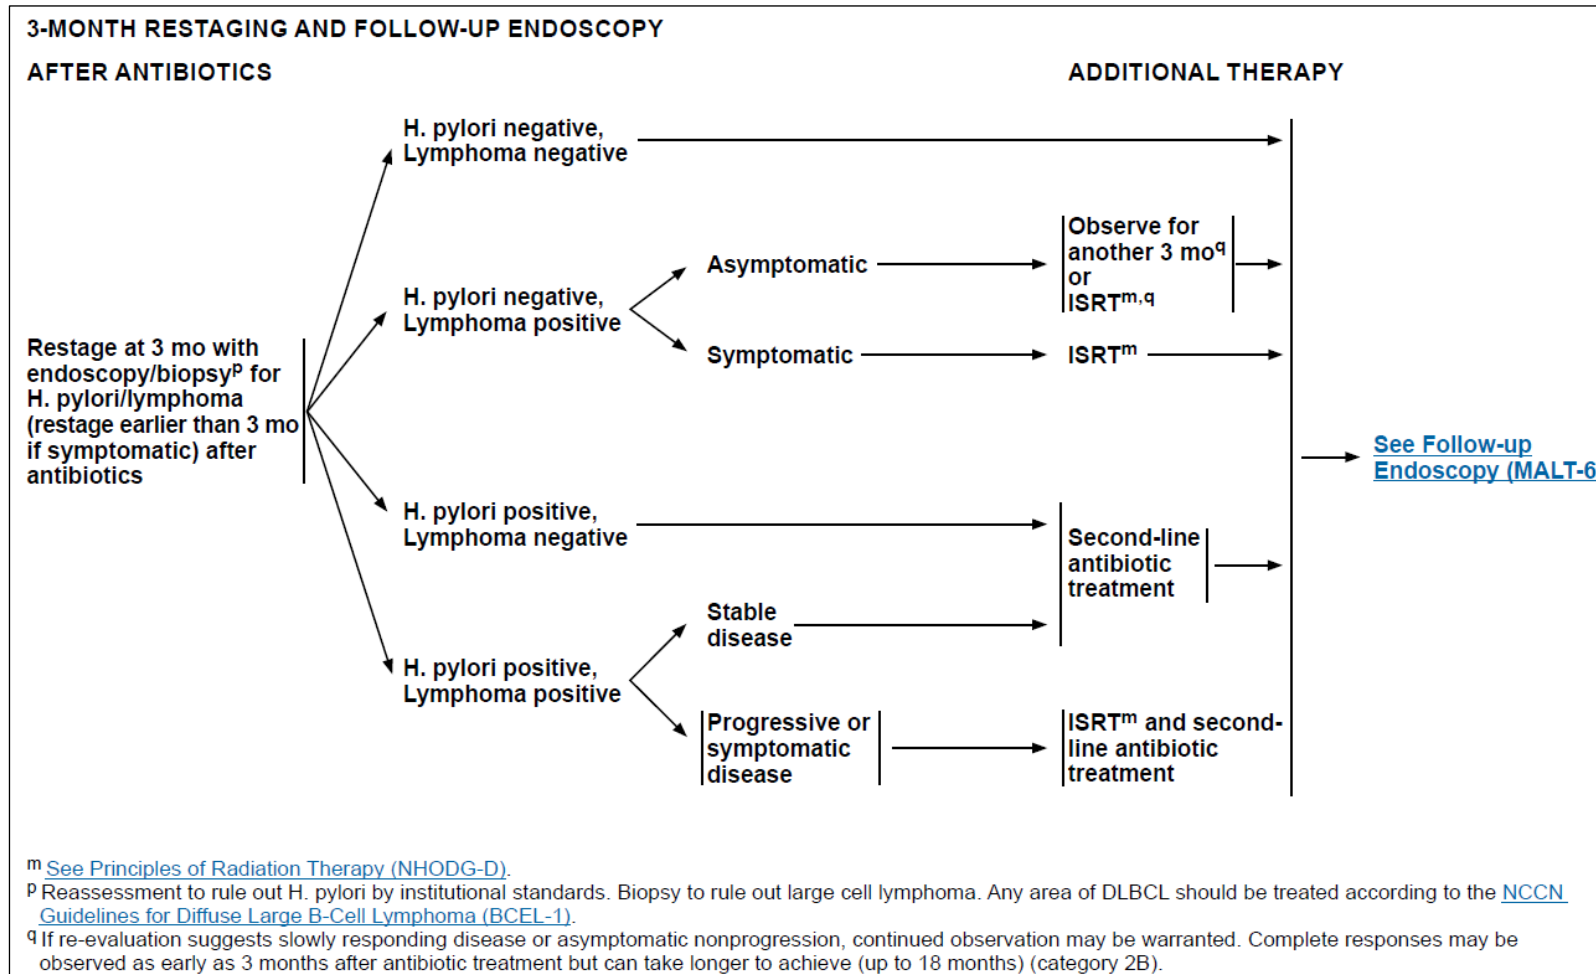 3-MONTH RESTAGING AND FOLLOW-UP ENDOSCOPY
AFTER ANTIBIOTICS
ADDITIONAL THERAPY
Restage at 3 mo with
endoscopy/biopsyᵖ for
H. pylori/lymphoma
(restage earlier than 3 mo
if symptomatic) after
antibiotics
H. pylori negative,
Lymphoma negative
H. pylori negative,
Lymphoma positive
Asymptomatic
Observe for
another 3 mo<sup>q</sup>
or
ISRT<sup>m,q</sup>
Symptomatic
ISRTᵐ
H. pylori positive,
Lymphoma negative
Second-line
antibiotic
treatment
H. pylori positive,
Lymphoma positive
Stable
disease
Progressive or
symptomatic
disease
ISRTᵐ and second-
line antibiotic
treatment
See Follow-up
Endoscopy (MALT-6
ᵐ See Principles of Radiation Therapy (NHODG-D).
ᵖ Reassessment to rule out H. pylori by institutional standards. Biopsy to rule out large cell lymphoma. Any area of DLBCL should be treated according to the NCCN
Guidelines for Diffuse Large B-Cell Lymphoma (BCEL-1).
<sup>q</sup> If re-evaluation suggests slowly responding disease or asymptomatic nonprogression, continued observation may be warranted. Complete responses may be
observed as early as 3 months after antibiotic treatment but can take longer to achieve (up to 18 months) (category 2B).